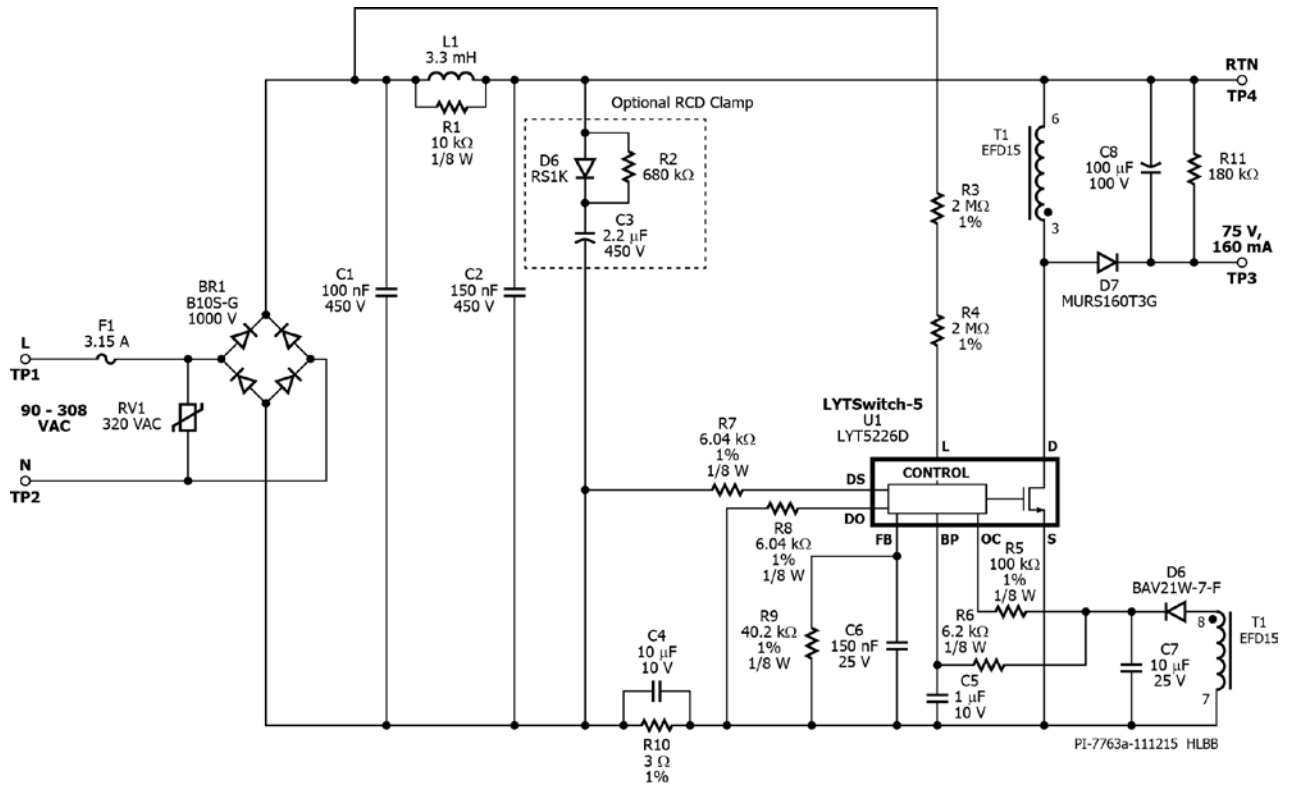 L1
3.3 mH
R1
10 kΩ
1/8 W
Optional RCD Clamp
D6
RS1K
R2
680 kΩ
C3
2.2 μF
450 V
RTN
TP4
T1
EFD15
6
3
C8
100 μF
100 V
R11
180 kΩ
75 V,
160 mA
TP3
D7
MURS160T3G
R3
2 MΩ
1%
R4
2 MΩ
1%
C1
100 nF
450 V
C2
150 nF
450 V
BR1
B10S-G
1000 V
F1
3.15 A
L
TP1
90 - 308
VAC
RV1
320 VAC
N
TP2
LYTSwitch-5
U1
LYT5226D
L
D
R7
6.04 kΩ
1%
1/8 W
DS
CONTROL
DO
R8
6.04 kΩ
1%
1/8 W
FB
BP
OC
S
R5
100 kΩ
1%
1/8 W
D6
BAV21W-7-F
R9
40.2 kΩ
1%
1/8 W
C6
150 nF
25 V
R6
6.2 kΩ
1/8 W
8
T1
EFD15
7
C7
10 μF
25 V
C4
10 μF
10 V
C5
1 μF
10 V
R10
3 Ω
1%
PI-7763a-111215 HLBB